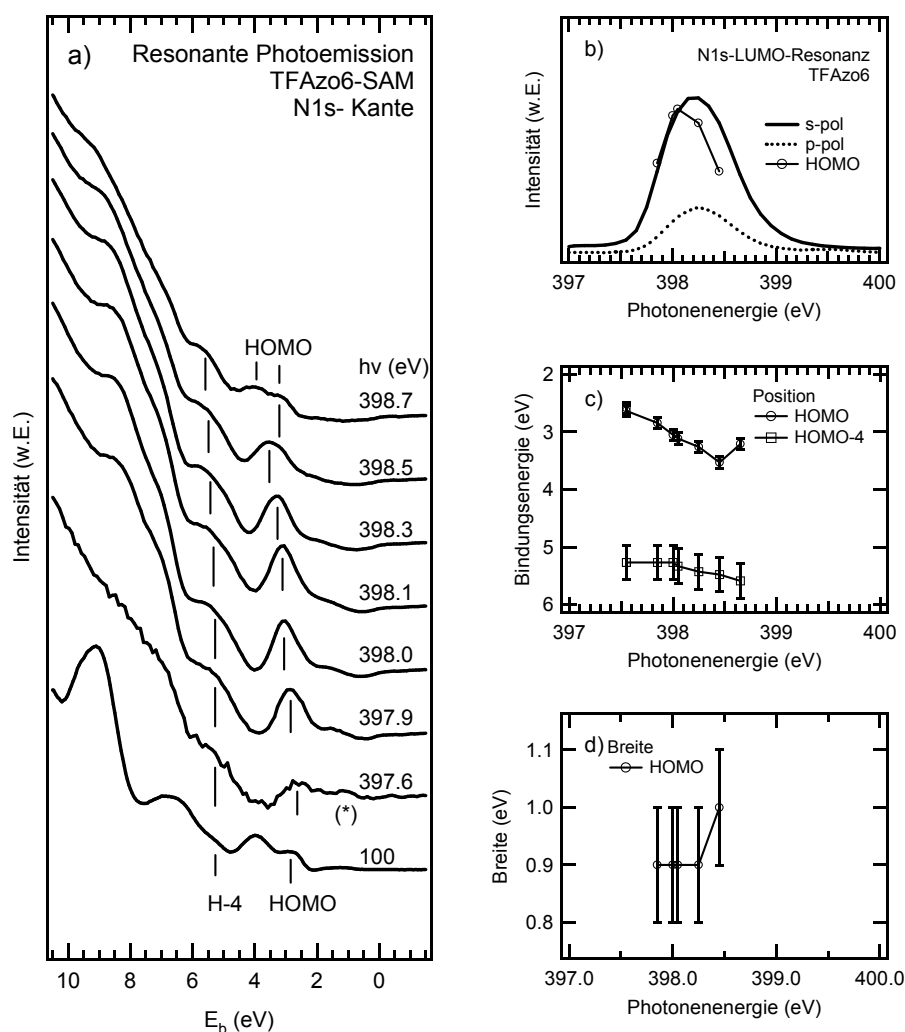 a)
Resonante Photoemission
TFAzo6-SAM
N1s- Kante
HOMO
hν (eV)
398.7
398.5
398.3
398.1
398.0
397.9
397.6
(*)
100
H-4
HOMO
Intensität (w.E.)
10
8
6
4
2
0
E_b (eV)
b)
N1s-LUMO-Resonanz
TFAzo6
s-pol
p-pol
HOMO
Intensität (w.E.)
397
398
399
400
Photonenenergie (eV)
c)
Position
HOMO
HOMO-4
Bindungsenergie (eV)
2
3
4
5
6
397
398
399
400
Photonenenergie (eV)
d)
Breite
HOMO
Breite (eV)
1.1
1.0
0.9
0.8
397.0
398.0
399.0
400.0
Photonenenergie (eV)